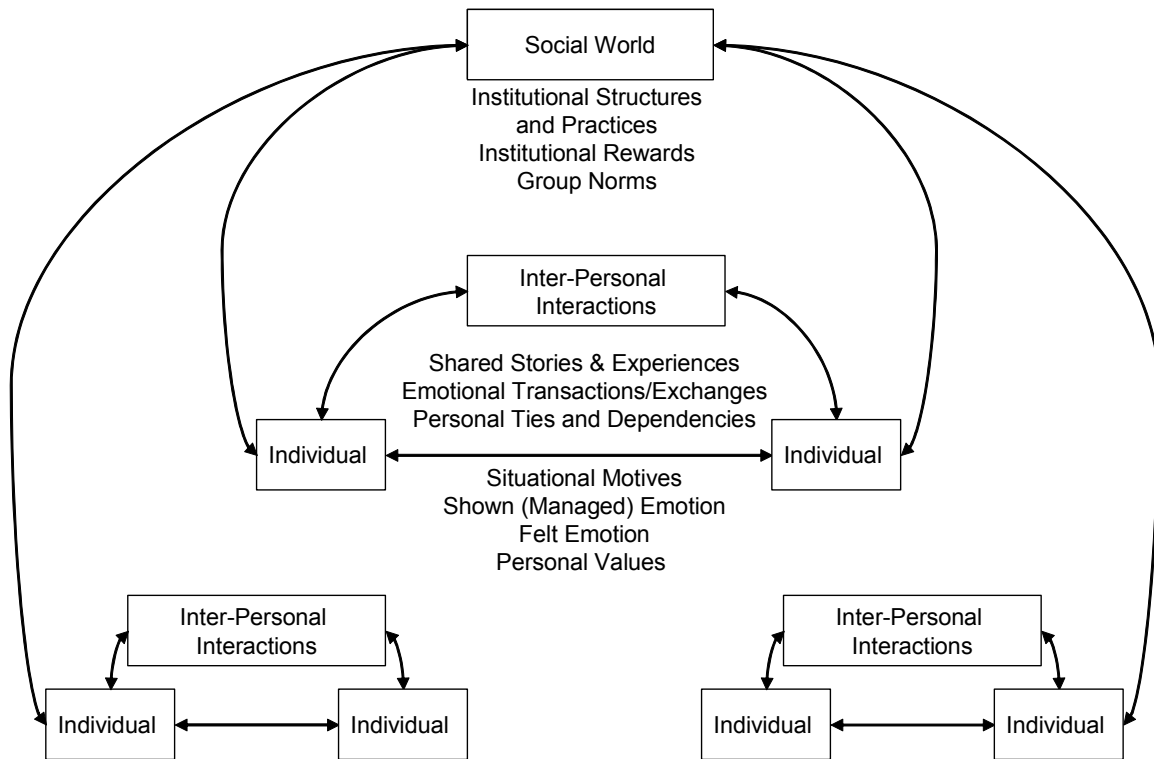 Social World
Institutional Structures
and Practices
Institutional Rewards
Group Norms
Inter-Personal
Interactions
Shared Stories & Experiences
Emotional Transactions/Exchanges
Personal Ties and Dependencies
Individual
Individual
Situational Motives
Shown (Managed) Emotion
Felt Emotion
Personal Values
Inter-Personal
Interactions
Individual
Individual
Inter-Personal
Interactions
Individual
Individual